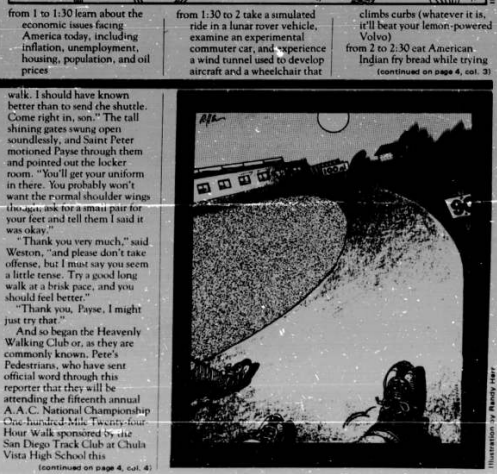 from 1 to 1:30 learn about the
economic issues facing
America today, including
inflation, unemployment,
housing, population, and oil
prices
from 1:30 to 2 take a simulated
ride in a lunar rover vehicle,
examine an experimental
commuter car, and experience
a wind tunnel used to develop
aircraft and a wheelchair that
climbs curbs (whatever it is,
it'll beat your lemon-powered
Volvo)
from 2 to 2:30 eat American
Indian fry bread while trying
(continued on page 4, col. 3)
walk. I should have known
better than to send the shuttle.
Come right in, son." The tall
shining gates swung open
soundlessly, and Saint Peter
motioned Payse through them
and pointed out the locker
room. "You'll get your uniform
in there. You probably won't
want the normal shoulder wings
though; ask for a small pair for
your feet and tell them I said it
was okay."
"Thank you very much," said
Weston, "and please don't take
offense, but I must say you seem
a little tense. Try a good long
walk at a brisk pace, and you
should feel better."
"Thank you, Payse, I might
just try that."
And so began the Heavenly
Walking Club or, as they are
commonly known, Pete's
Pedestrians, who have sent
official word through this
reporter that they will be
attending the fifteenth annual
A.A.C. National Championship
One-hundred-Mile Twenty-four-
Hour Walk sponsored by the
San Diego Track Club at Chula
Vista High School this
(continued on page 4, col. 4)
Illustration by Randy Harr